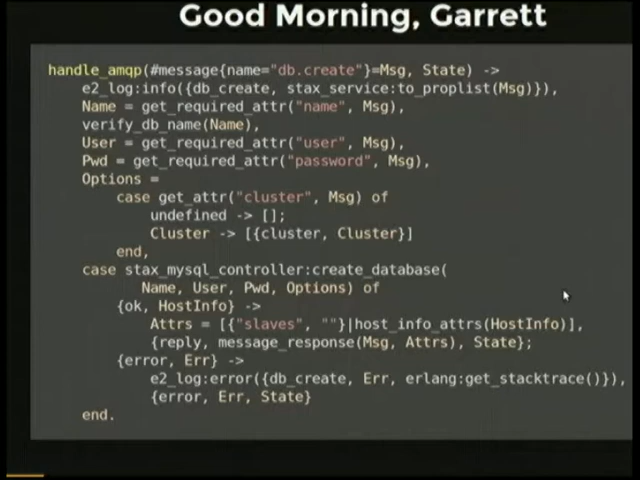 Good Morning, Garrett
handle_amqp(#message{name="db.create"}=Msg, State) ->
e2_log:info({db_create, stax_service:to_proplist(Msg)}),
Name = get_required_attr("name", Msg),
verify_db_name(Name),
User = get_required_attr("user", Msg),
Pwd = get_required_attr("password", Msg),
Options =
case get_attr("cluster", Msg) of
undefined -> [];
Cluster -> [{cluster, Cluster}]
end,
case stax_mysql_controller:create_database(
Name, User, Pwd, Options) of
{ok, HostInfo} ->
Attrs = [{"slaves", ""}|host_info_attrs(HostInfo)],
{reply, message_response(Msg, Attrs), State};
{error, Err} ->
e2_log:error({db_create, Err, erlang:get_stacktrace()}),
{error, Err, State}
end.